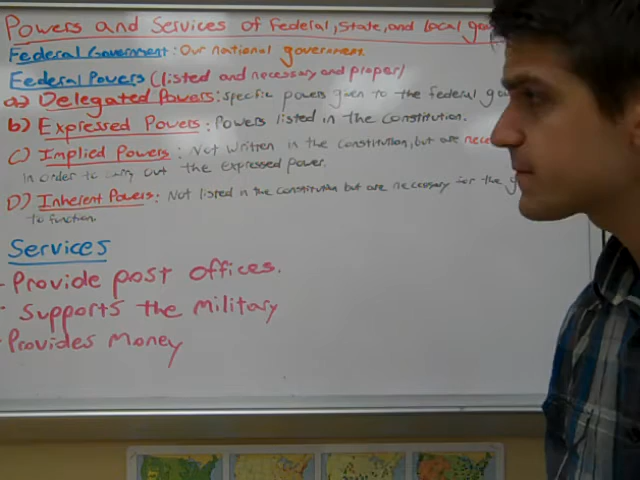 Powers and Services of Federal, State, and Local
Federal Government: Our national government.
Federal Powers (listed and necessary and proper)
a) Delegated Powers: specific powers given to the federal
b) Expressed Powers: Powers listed in the constitution.
C) Implied Powers: Not written in the constitution, but are
in order to carry out the expressed power.
D) Inherent Powers: Not listed in the constitution but are necessary for the
to function.
Services
- Provide post offices.
- Supports the military
- Provides Money